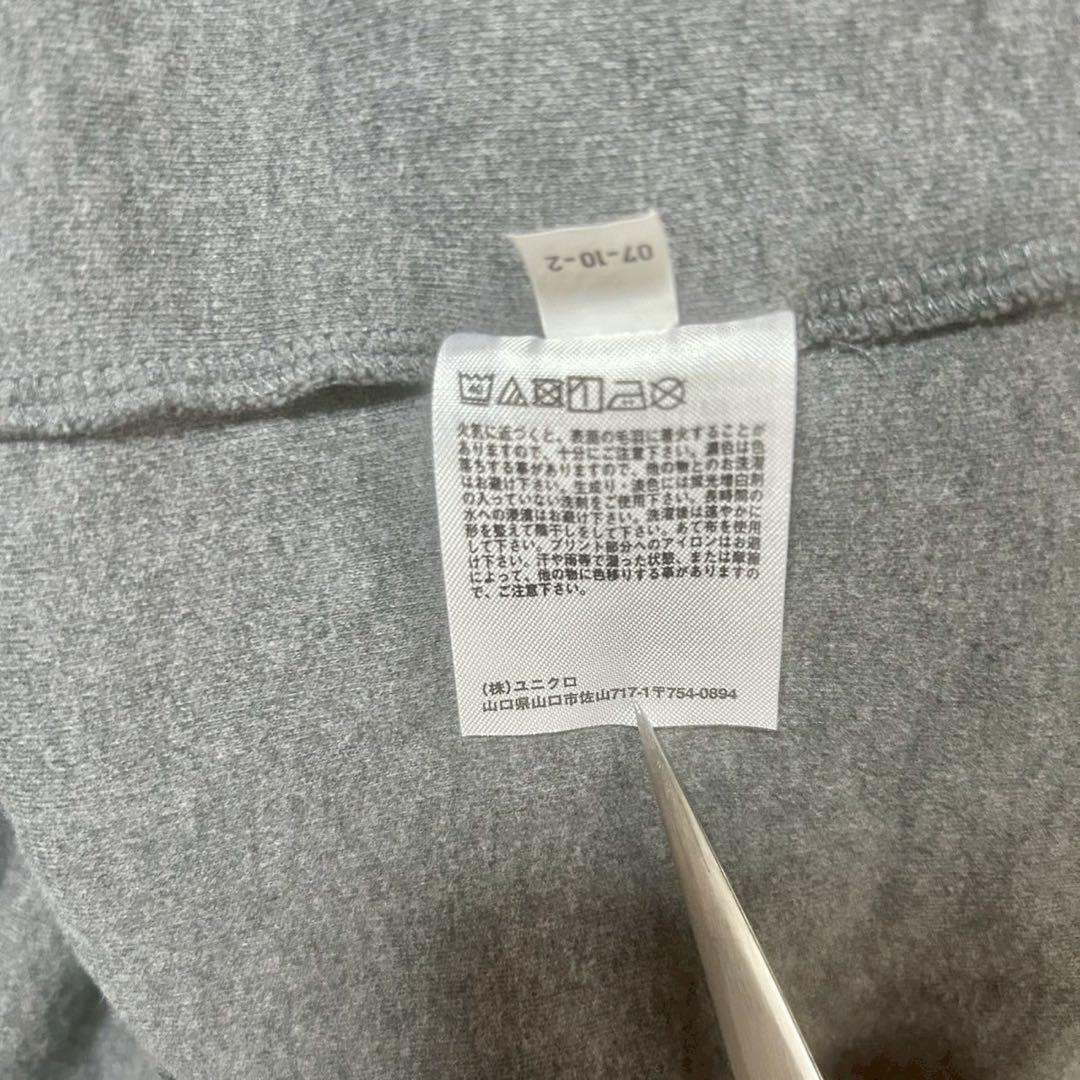 07-10-2
火気に近づくと、表面の毛羽に着火することが
ありますので、十分にご注意下さい。濃色は色
落ちする事がありますので、他の物とのお洗濯
はお避け下さい。生成り・淡色には蛍光増白剤
の入っていない洗剤をご使用下さい。長時間の
水への浸漬はお避け下さい。洗濯後は速やかに
形を整えて陰干しをして下さい。あて布を使用
して下さい。プリント部分へのアイロンはお避
け下さい。汗や雨等で湿った状態、または摩擦
によって、他の物に色移りする事がありますの
で、ご注意下さい。
(株)ユニクロ
山口県山口市佐山717-1〒754-0894